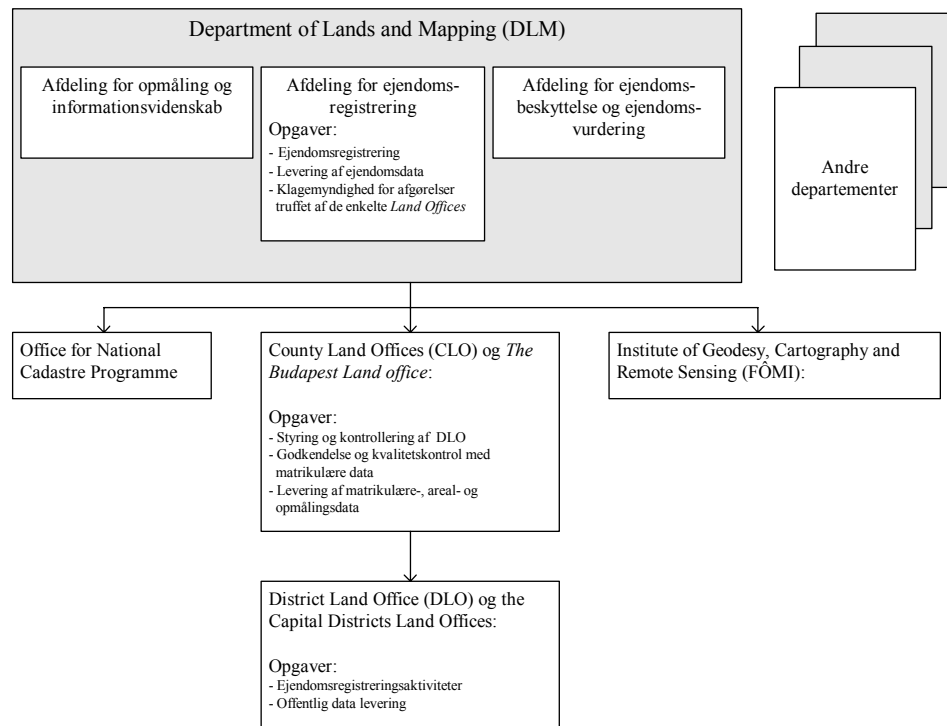 Department of Lands and Mapping (DLM)
Afdeling for opmåling og
informationsvidenskab
Afdeling for ejendoms-
registrering
Opgaver:
- Ejendomsregistrering
- Levering af ejendomsdata
- Klagemyndighed for afgørelser
truffet af de enkelte Land Offices
Afdeling for ejendoms-
beskyttelse og ejendoms-
vurdering
Andre
departementer
Office for National
Cadastre Programme
County Land Offices (CLO) og The
Budapest Land office:
Opgaver:
- Styring og kontrollering af DLO
- Godkendelse og kvalitetskontrol med
matrikulære data
- Levering af matrikulære-, areal- og
opmålingsdata
Institute of Geodesy, Cartography and
Remote Sensing (FÔMI):
District Land Office (DLO) og the
Capital Districts Land Offices:
Opgaver:
- Ejendomsregistreringsaktiviteter
- Offentlig data levering